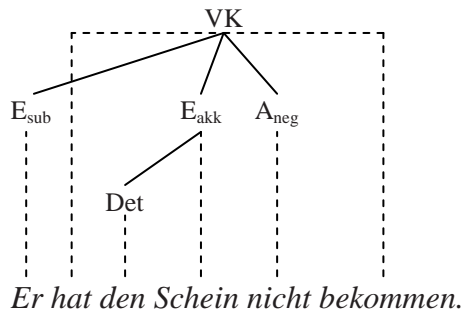 VK
E_sub E_akk A_neg
Det
Er hat den Schein nicht bekommen.